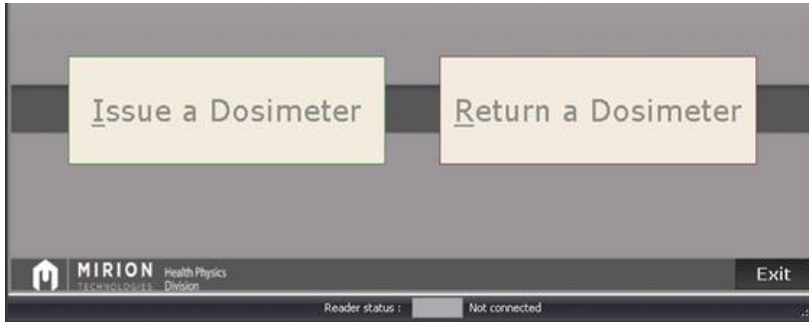 Issue a Dosimeter
Return a Dosimeter
MIRION Health Physics
TECHNOLOGIES Division
Exit
Reader status : Not connected